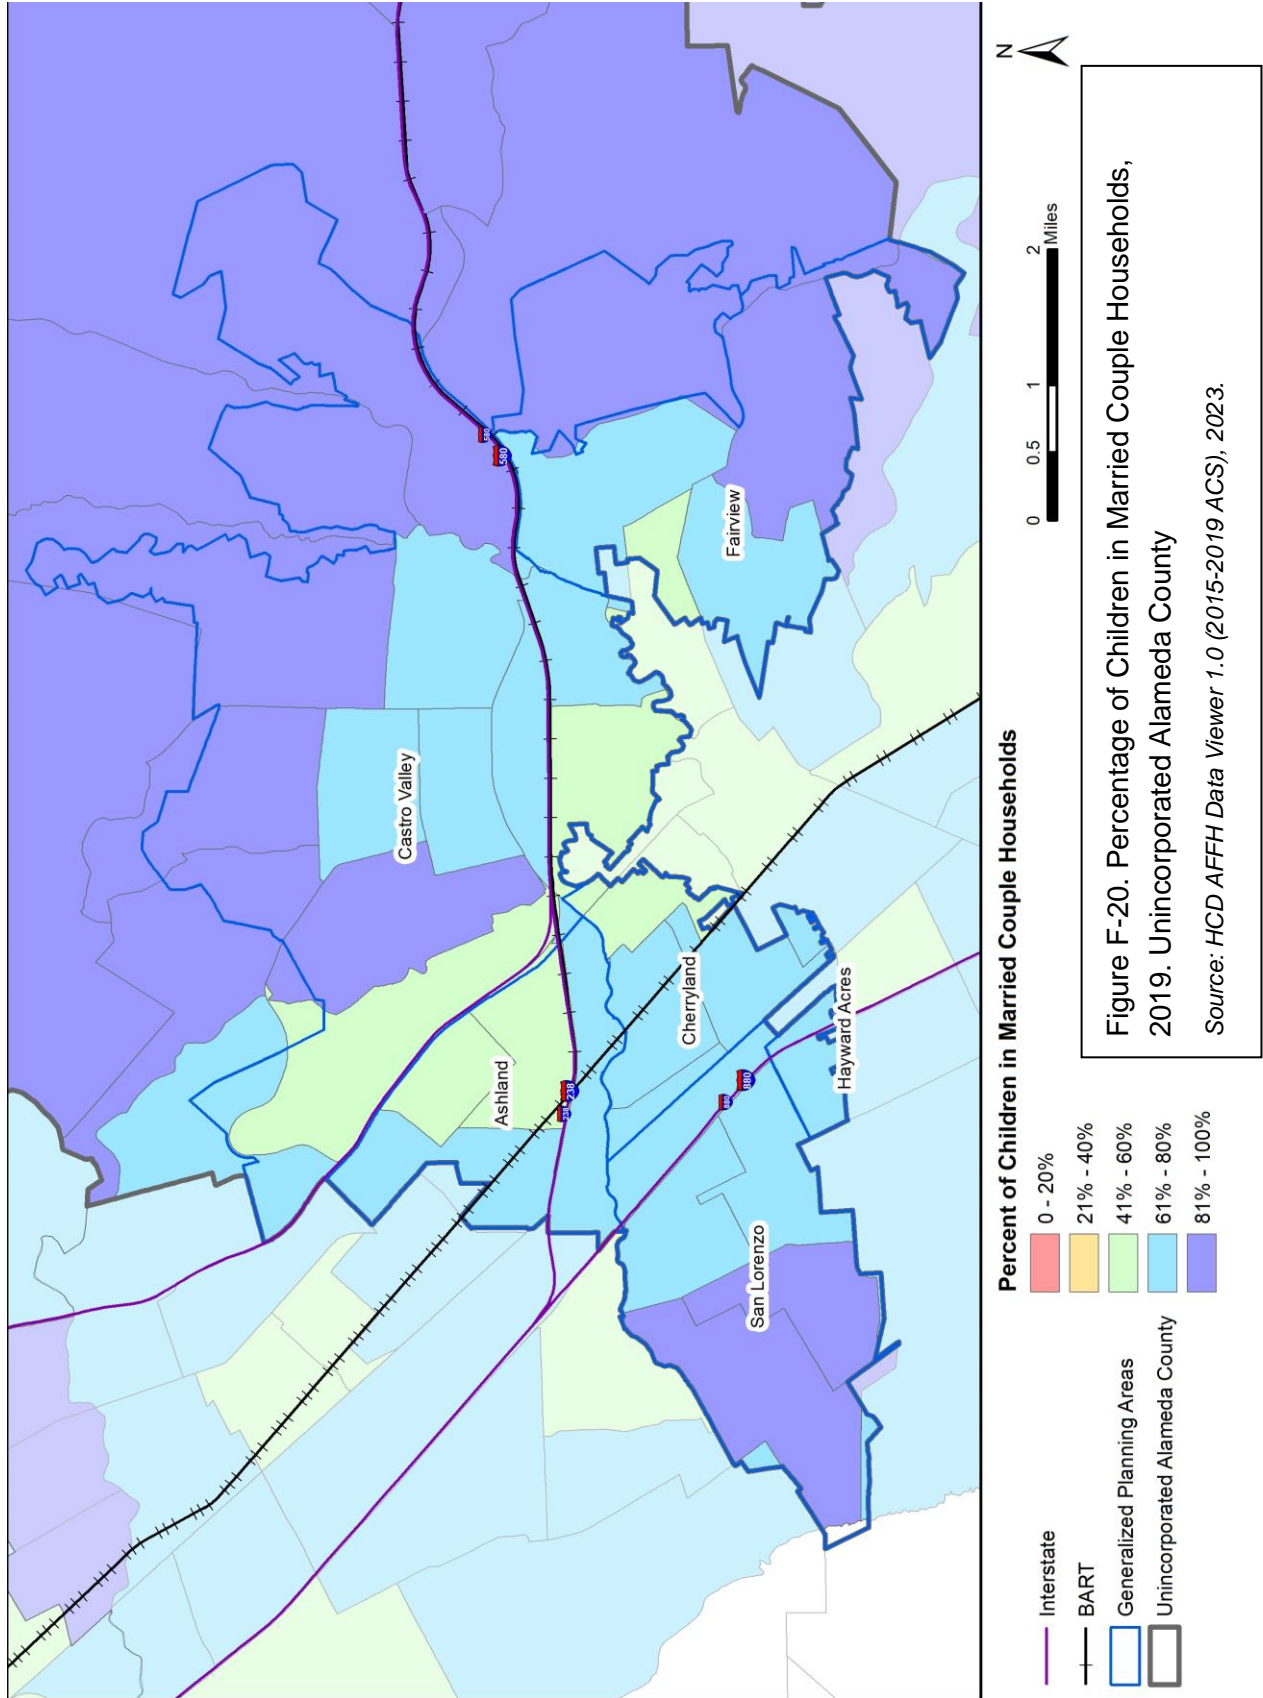 Castro Valley
Ashland
Cherryland
Fairview
San Lorenzo
Hayward Acres
580
580
238
238
880
880
N
0 0.5 1 2
Miles
Interstate
BART
Generalized Planning Areas
Unincorporated Alameda County
Percent of Children in Married Couple Households
0 - 20%
21% - 40%
41% - 60%
61% - 80%
81% - 100%
Figure F-20. Percentage of Children in Married Couple Households,
2019. Unincorporated Alameda County
Source: HCD AFFH Data Viewer 1.0 (2015-2019 ACS), 2023.